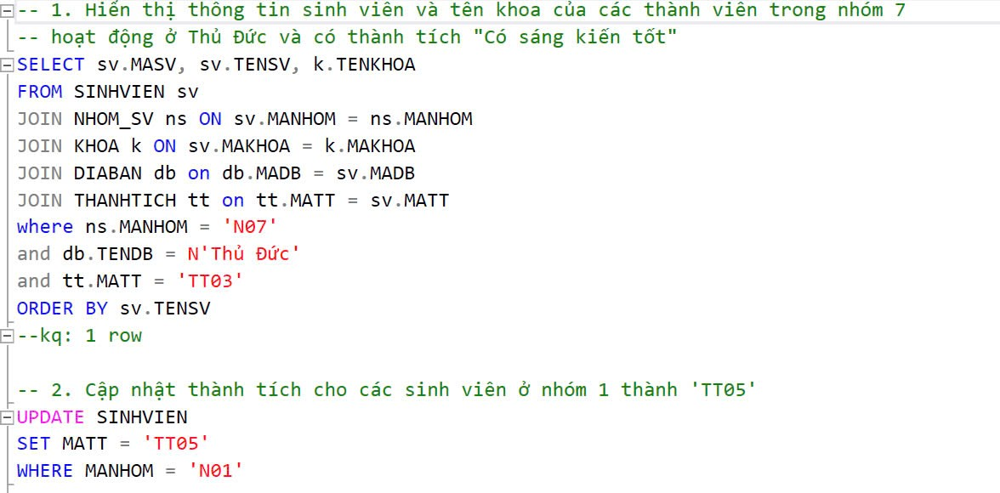 -- 1. Hiển thị thông tin sinh viên và tên khoa của các thành viên trong nhóm 7
-- hoạt động ở Thủ Đức và có thành tích "Có sáng kiến tốt"
SELECT sv.MASV, sv.TENSV, k.TENKHOA
FROM SINHVIEN sv
JOIN NHOM_SV ns ON sv.MANHOM = ns.MANHOM
JOIN KHOA k ON sv.MAKHOA = k.MAKHOA
JOIN DIABAN db on db.MADB = sv.MADB
JOIN THANHTICH tt on tt.MATT = sv.MATT
where ns.MANHOM = 'N07'
and db.TENDB = N'Thủ Đức'
and tt.MATT = 'TT03'
ORDER BY sv.TENSV
--kq: 1 row
-- 2. Cập nhật thành tích cho các sinh viên ở nhóm 1 thành 'TT05'
UPDATE SINHVIEN
SET MATT = 'TT05'
WHERE MANHOM = 'N01'